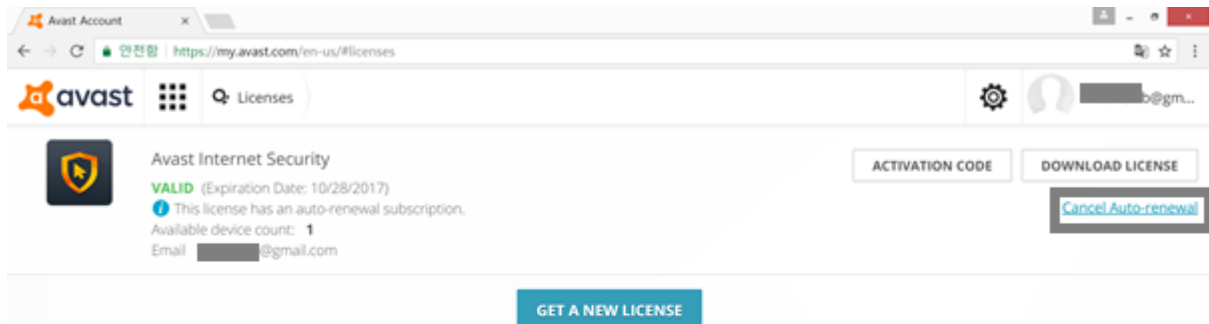 Avast Account
안전함 https://my.avast.com/en-us/#licenses
avast Licenses b@gm...
Avast Internet Security
ACTIVATION CODE DOWNLOAD LICENSE
VALID (Expiration Date: 10/28/2017)
This license has an auto-renewal subscription.
Cancel Auto-renewal
Available device count: 1
Email @gmail.com
GET A NEW LICENSE